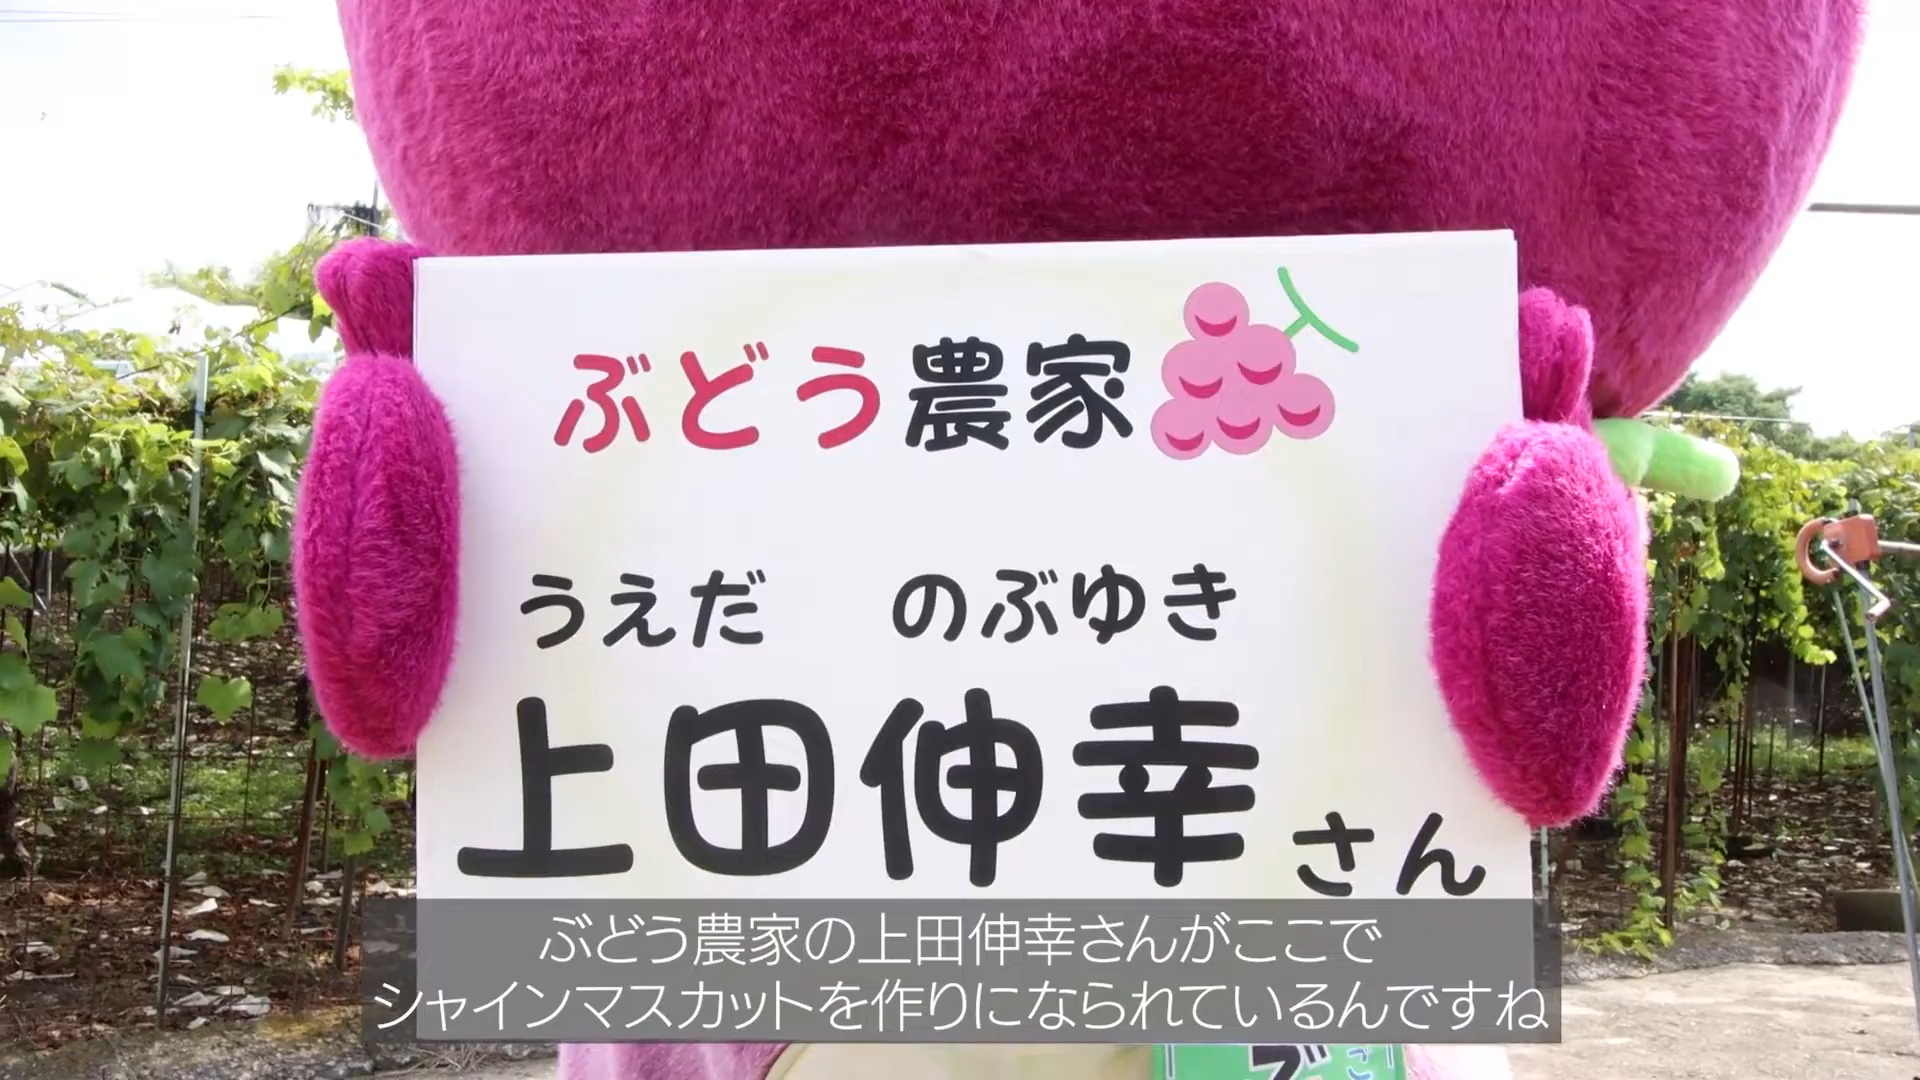 ぶどう農家
うえだ のぶゆき
上田伸幸さん
ぶどう農家の上田伸幸さんがここで
シャインマスカットを作りになられているんですね